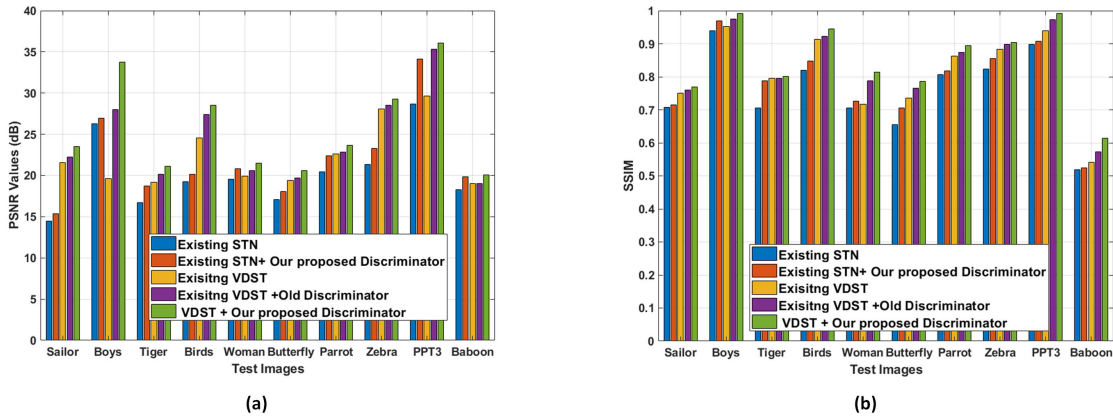 40
35
30
25
20
15
10
5
0
PSNR Values (dB)
Existing STN
Existing STN+ Our proposed Discriminator
Exisitng VDST
Exisitng VDST +Old Discriminator
VDST + Our proposed Discriminator
Sailor Boys Tiger Birds Woman Butterfly Parrot Zebra PPT3 Baboon
Test Images
(a)
1
0.9
0.8
0.7
0.6
0.5
0.4
0.3
0.2
0.1
0
SSIM
Existing STN
Existing STN+ Our proposed Discriminator
Exisitng VDST
Exisitng VDST +Old Discriminator
VDST + Our proposed Discriminator
Sailor Boys Tiger Birds Woman Butterfly Parrot Zebra PPT3 Baboon
Test Images
(b)